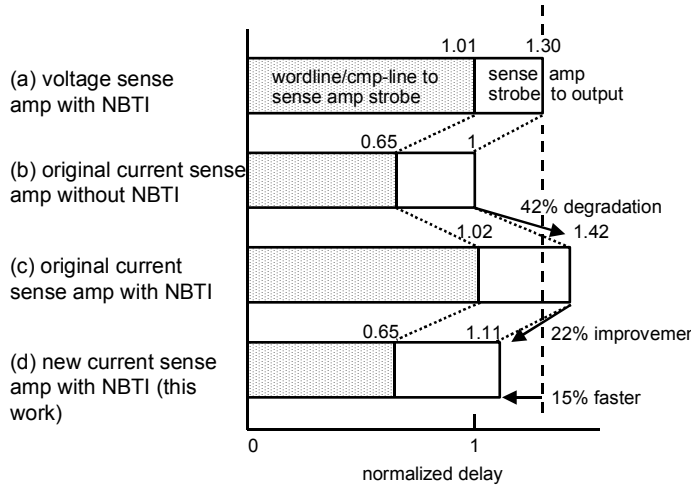 1.01 1.30
(a) voltage sense
amp with NBTI
wordline/cmp-line to
sense amp strobe
sense amp
strobe to output
0.65 1
(b) original current sense
amp without NBTI
42% degradation
1.02 1.42
(c) original current
sense amp with NBTI
0.65 1.11 22% improvemen
(d) new current sense
amp with NBTI (this
work)
15% faster
0 1
normalized delay